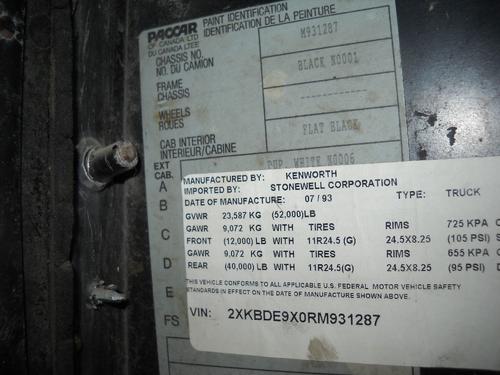 PACCAR PAINT IDENTIFICATION
OF CANADA LTD IDENTIFICATION DE LA PEINTURE
DU CANADA LTEE
CHASSIS NO. M931287
NO. DU CAMION
FRAME BLACK N0001
CHASSIS
WHEELS ----------
ROUES
CAB INTERIOR FLAT BLACK
INTERIEUR/CABINE
EXT
CAB. PUR. WHITE N0006
A
B
C
D
E
FS
MANUFACTURED BY: KENWORTH
IMPORTED BY: STONEWELL CORPORATION
DATE OF MANUFACTURE: 07 / 93 TYPE: TRUCK
GVWR 23,587 KG (52,000)LB
GAWR 9,072 KG WITH TIRES RIMS 725 KPA
FRONT (12,000) LB WITH 11R24.5(G) 24.5X8.25 (105 PSI)
GAWR 9,072 KG WITH TIRES RIMS 655 KPA
REAR (40,000) LB WITH 11R24.5(G) 24.5X8.25 (95 PSI)
THIS VEHICLE CONFORMS TO ALL APPLICABLE U.S. FEDERAL MOTOR VEHICLE SAFETY
STANDARDS IN EFFECT ON THE DATE OF MANUFACTURE SHOWN ABOVE.
VIN: 2XKBDE9X0RM931287